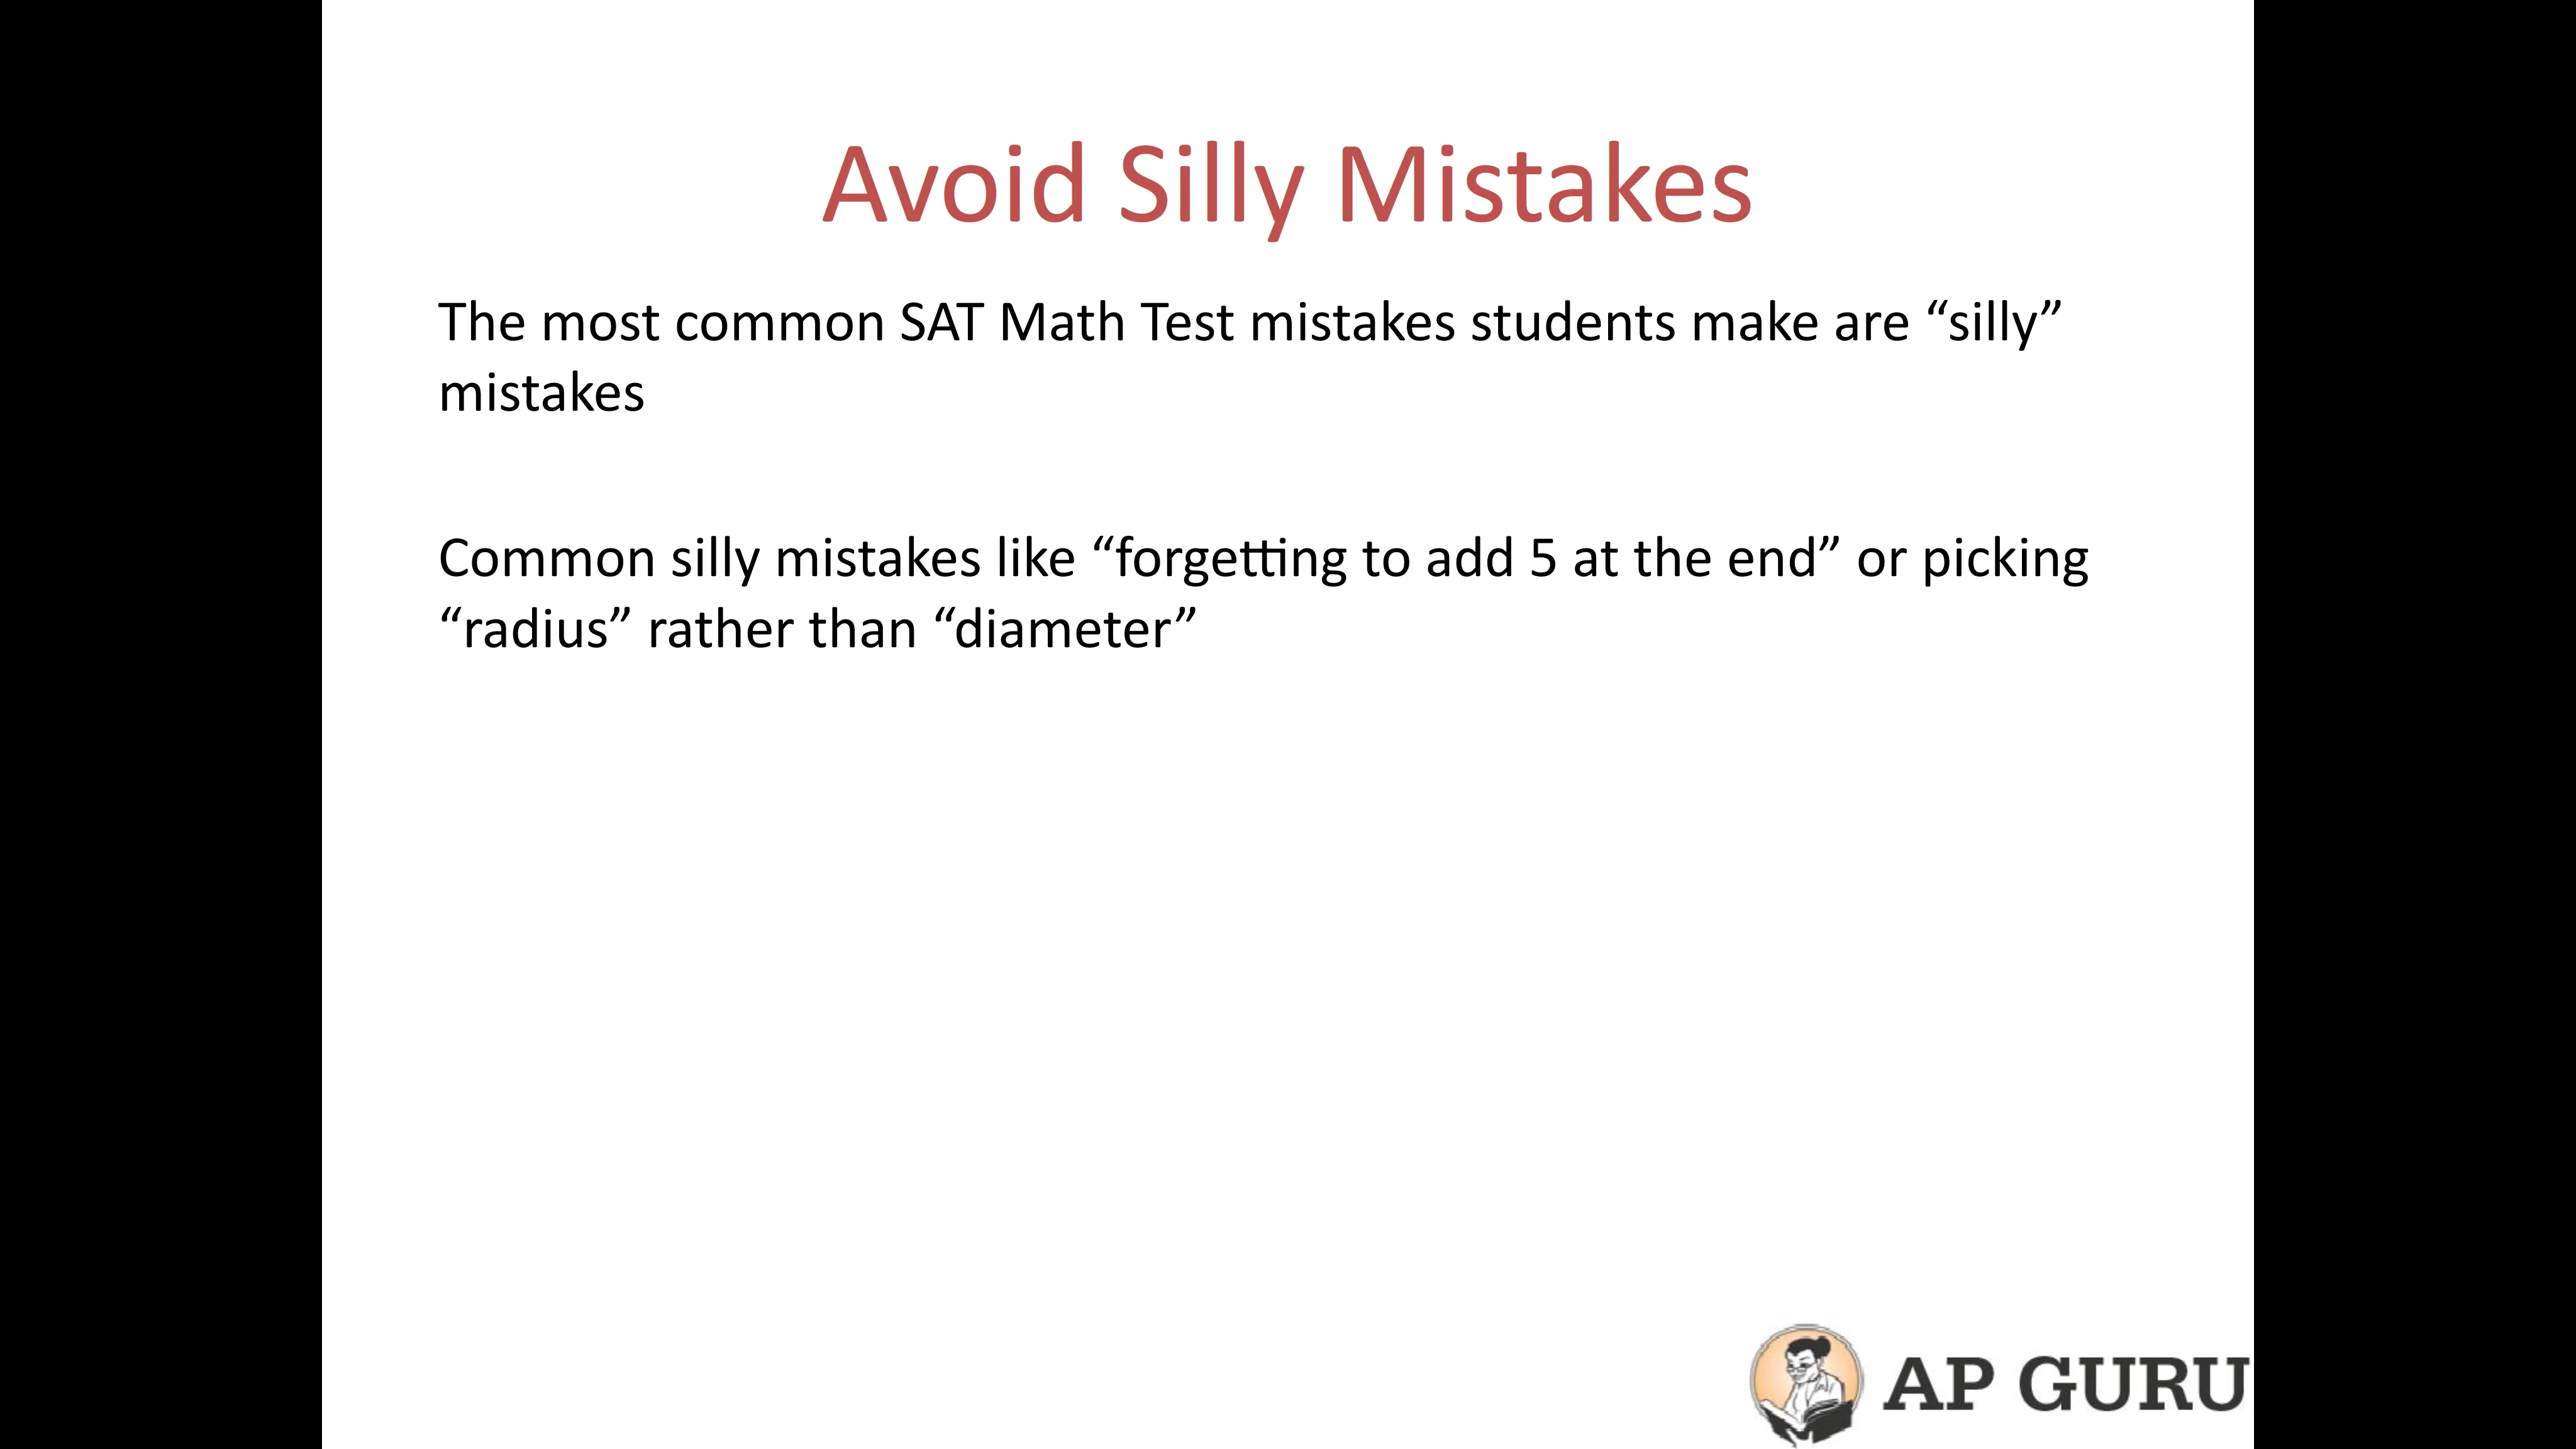 Avoid Silly Mistakes
The most common SAT Math Test mistakes students make are “silly”
mistakes
Common silly mistakes like “forgetting to add 5 at the end” or picking
“radius” rather than “diameter”
AP GURU